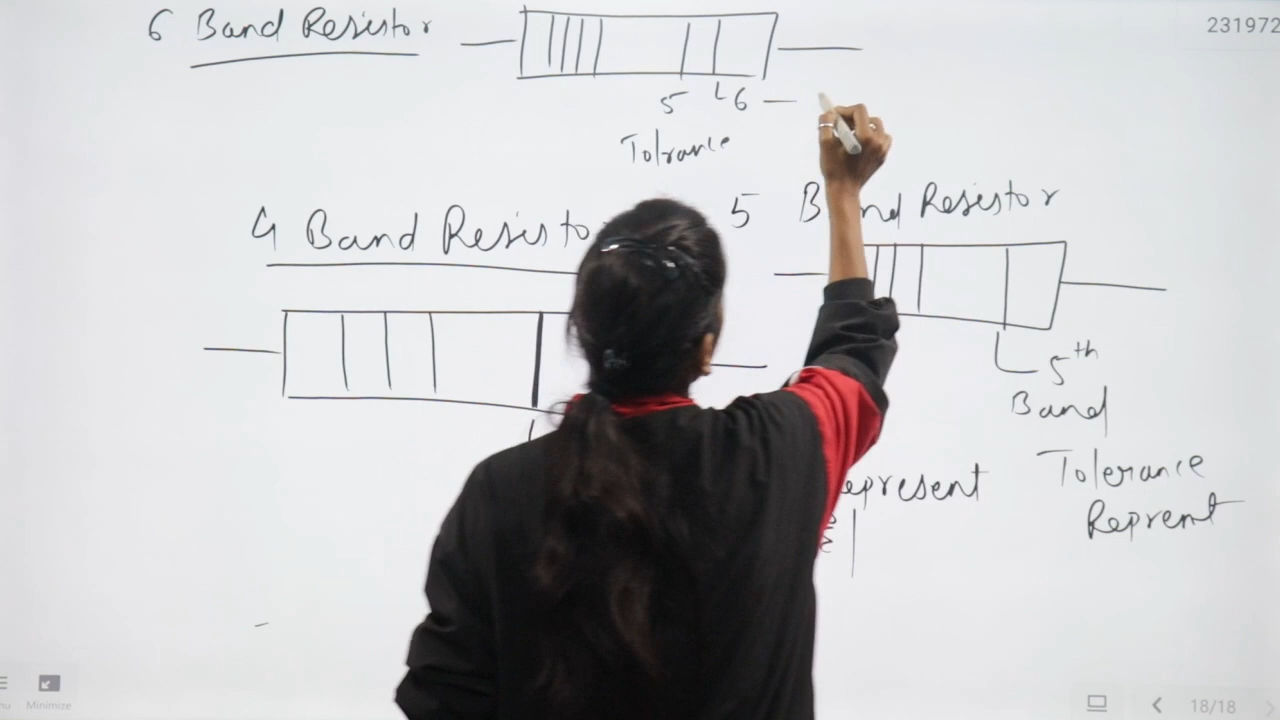 6 Band Resistor
231972
5 6 —
Tolrance
4 Band Resisto
5 Band Resistor
5th
Band
Tolerance
Reprent
epresent
Minimize
18/18